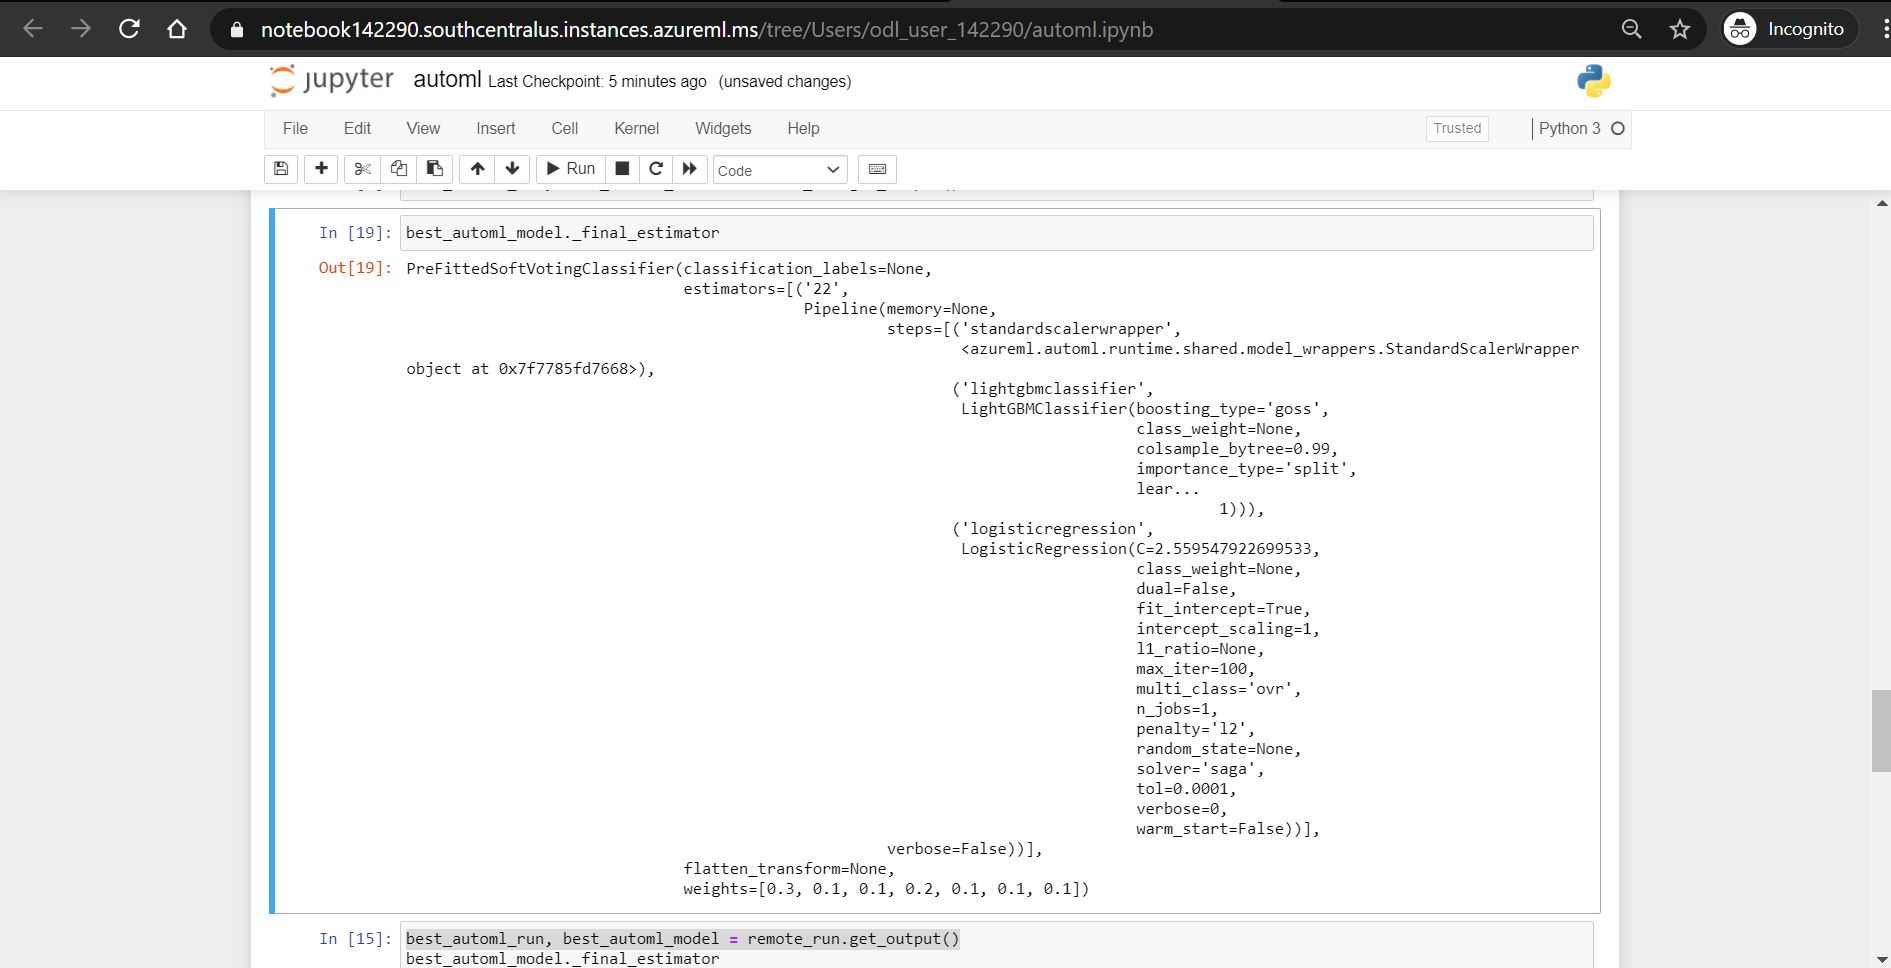 notebook142290.southcentralus.instances.azureml.ms/tree/Users/odl_user_142290/automl.ipynb
Incognito
jupyter automl Last Checkpoint: 5 minutes ago (unsaved changes)
File Edit View Insert Cell Kernel Widgets Help Trusted Python 3
Run Code
In [19]: best_automl_model._final_estimator
Out[19]: PreFittedSoftVotingClassifier(classification_labels=None,
estimators=[('22',
Pipeline(memory=None,
steps=[('standardscalerwrapper',
<azureml.automl.runtime.shared.model_wrappers.StandardScalerWrapper
object at 0x7f7785fd7668>),
('lightgbmclassifier',
LightGBMClassifier(boosting_type='goss',
class_weight=None,
colsample_bytree=0.99,
importance_type='split',
lear...
1))),
('logisticregression',
LogisticRegression(C=2.559547922699533,
class_weight=None,
dual=False,
fit_intercept=True,
intercept_scaling=1,
l1_ratio=None,
max_iter=100,
multi_class='ovr',
n_jobs=1,
penalty='l2',
random_state=None,
solver='saga',
tol=0.0001,
verbose=0,
warm_start=False))],
verbose=False))],
flatten_transform=None,
weights=[0.3, 0.1, 0.1, 0.2, 0.1, 0.1, 0.1])
In [15]: best_automl_run, best_automl_model = remote_run.get_output()
best_automl_model._final_estimator